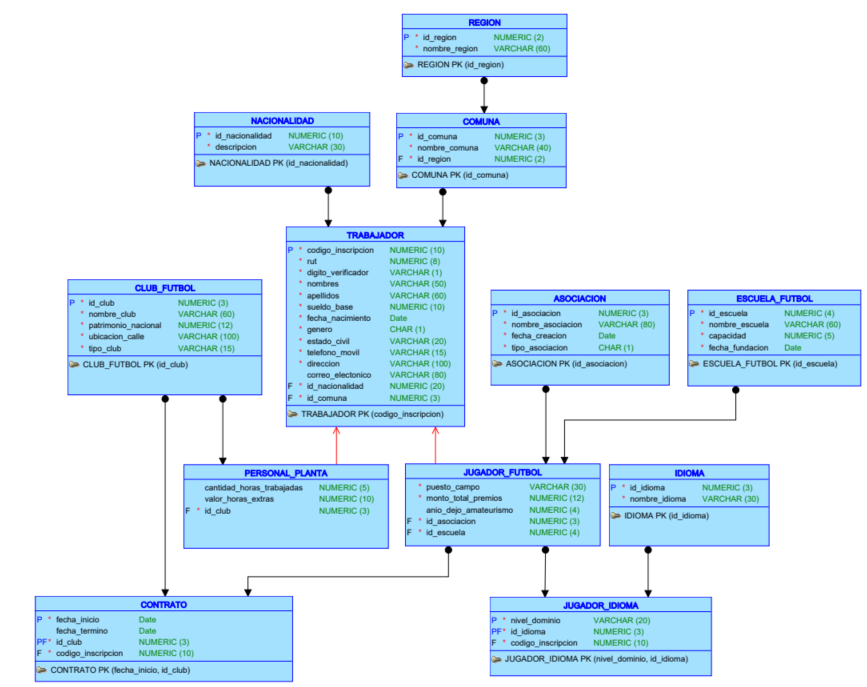 REGION
P * id_region NUMERIC (2)
* nombre_region VARCHAR (60)
REGION PK (id_region)
NACIONALIDAD
P * id_nacionalidad NUMERIC (10)
* descripcion VARCHAR (30)
NACIONALIDAD PK (id_nacionalidad)
COMUNA
P * id_comuna NUMERIC (3)
* nombre_comuna VARCHAR (40)
F * id_region NUMERIC (2)
COMUNA PK (id_comuna)
TRABAJADOR
P * codigo_inscripcion NUMERIC (10)
* rut NUMERIC (8)
* digito_verificador VARCHAR (1)
* nombres VARCHAR (50)
* apellidos VARCHAR (60)
* sueldo_base NUMERIC (10)
* fecha_nacimiento Date
* genero CHAR (1)
* estado_civil VARCHAR (20)
* telefono_movil VARCHAR (15)
* direccion VARCHAR (100)
correo_electonico VARCHAR (80)
F * id_nacionalidad NUMERIC (20)
F * id_comuna NUMERIC (3)
TRABAJADOR PK (codigo_inscripcion)
CLUB_FUTBOL
P * id_club NUMERIC (3)
* nombre_club VARCHAR (60)
* patrimonio_nacional NUMERIC (12)
* ubicacion_calle VARCHAR (100)
* tipo_club VARCHAR (15)
CLUB_FUTBOL PK (id_club)
ASOCIACION
P * id_asociacion NUMERIC (3)
* nombre_asociacion VARCHAR (80)
* fecha_creacion Date
* tipo_asociacion CHAR (1)
ASOCIACION PK (id_asociacion)
ESCUELA_FUTBOL
P * id_escuela NUMERIC (4)
* nombre_escuela VARCHAR (60)
* capacidad NUMERIC (5)
* fecha_fundacion Date
ESCUELA_FUTBOL PK (id_escuela)
PERSONAL_PLANTA
cantidad_horas_trabajadas NUMERIC (5)
valor_horas_extras NUMERIC (10)
F * id_club NUMERIC (3)
JUGADOR_FUTBOL
* puesto_campo VARCHAR (30)
* monto_total_premios NUMERIC (12)
anio_dejo_amateurismo NUMERIC (4)
F * id_asociacion NUMERIC (3)
F * id_escuela NUMERIC (4)
IDIOMA
P * id_idioma NUMERIC (3)
* nombre_idioma VARCHAR (30)
IDIOMA PK (id_idioma)
CONTRATO
P * fecha_inicio Date
fecha_termino Date
PF* id_club NUMERIC (3)
F * codigo_inscripcion NUMERIC (10)
CONTRATO PK (fecha_inicio, id_club)
JUGADOR_IDIOMA
P * nivel_dominio VARCHAR (20)
PF* id_idioma NUMERIC (3)
F * codigo_inscripcion NUMERIC (10)
JUGADOR_IDIOMA PK (nivel_dominio, id_idioma)